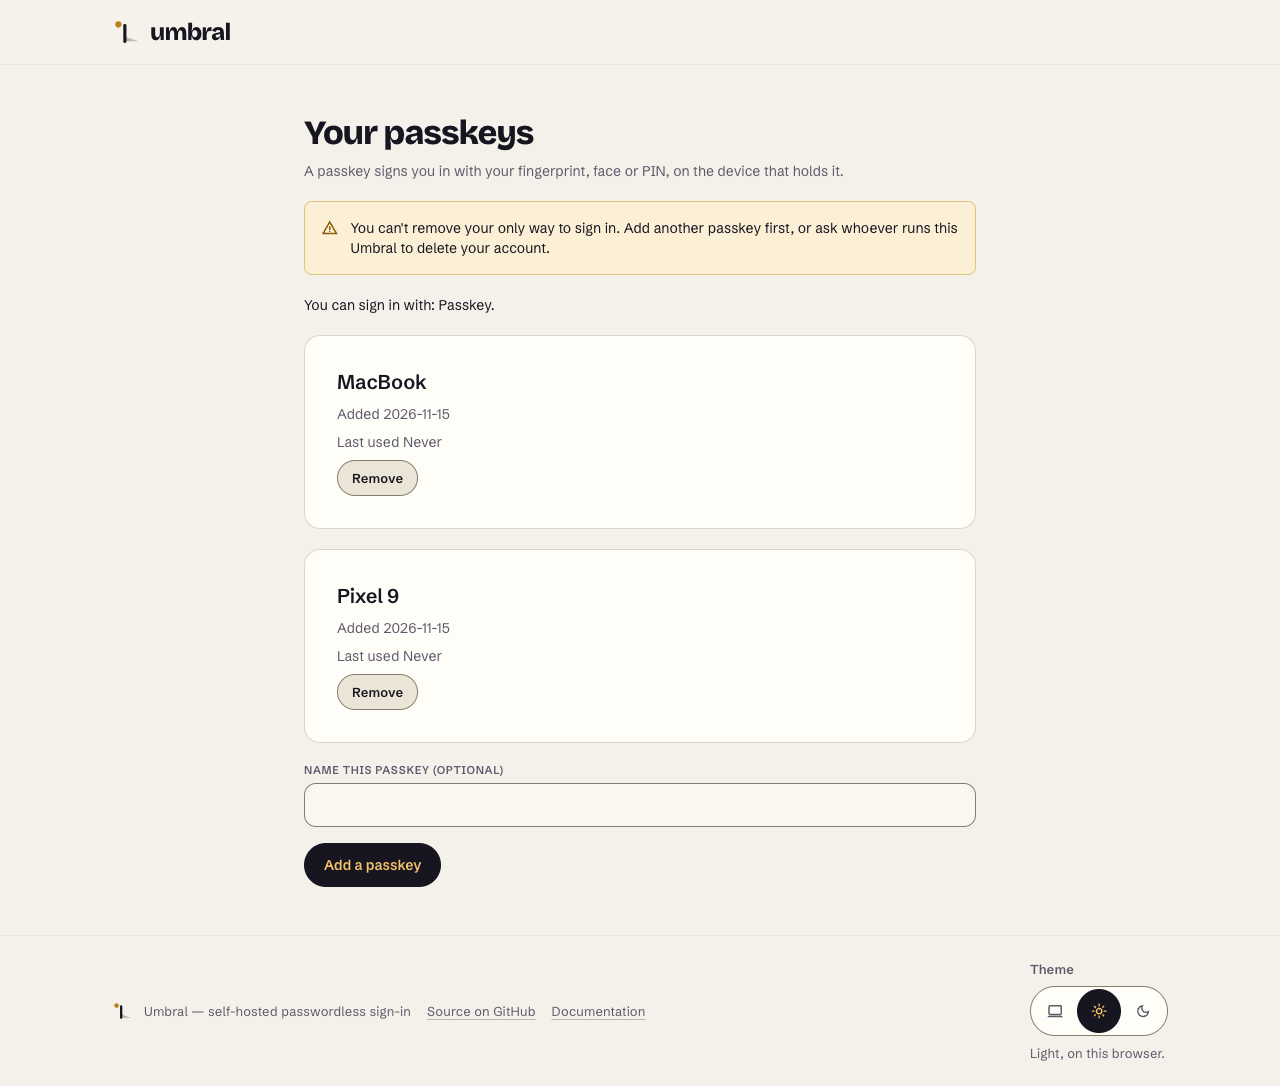 umbral
Your passkeys
A passkey signs you in with your fingerprint, face or PIN, on the device that holds it.
You can't remove your only way to sign in. Add another passkey first, or ask whoever runs this
Umbral to delete your account.
You can sign in with: Passkey.
MacBook
Added 2026-11-15
Last used Never
Remove
Pixel 9
Added 2026-11-15
Last used Never
Remove
NAME THIS PASSKEY (OPTIONAL)
Add a passkey
Theme
Umbral — self-hosted passwordless sign-in Source on GitHub Documentation
Light, on this browser.